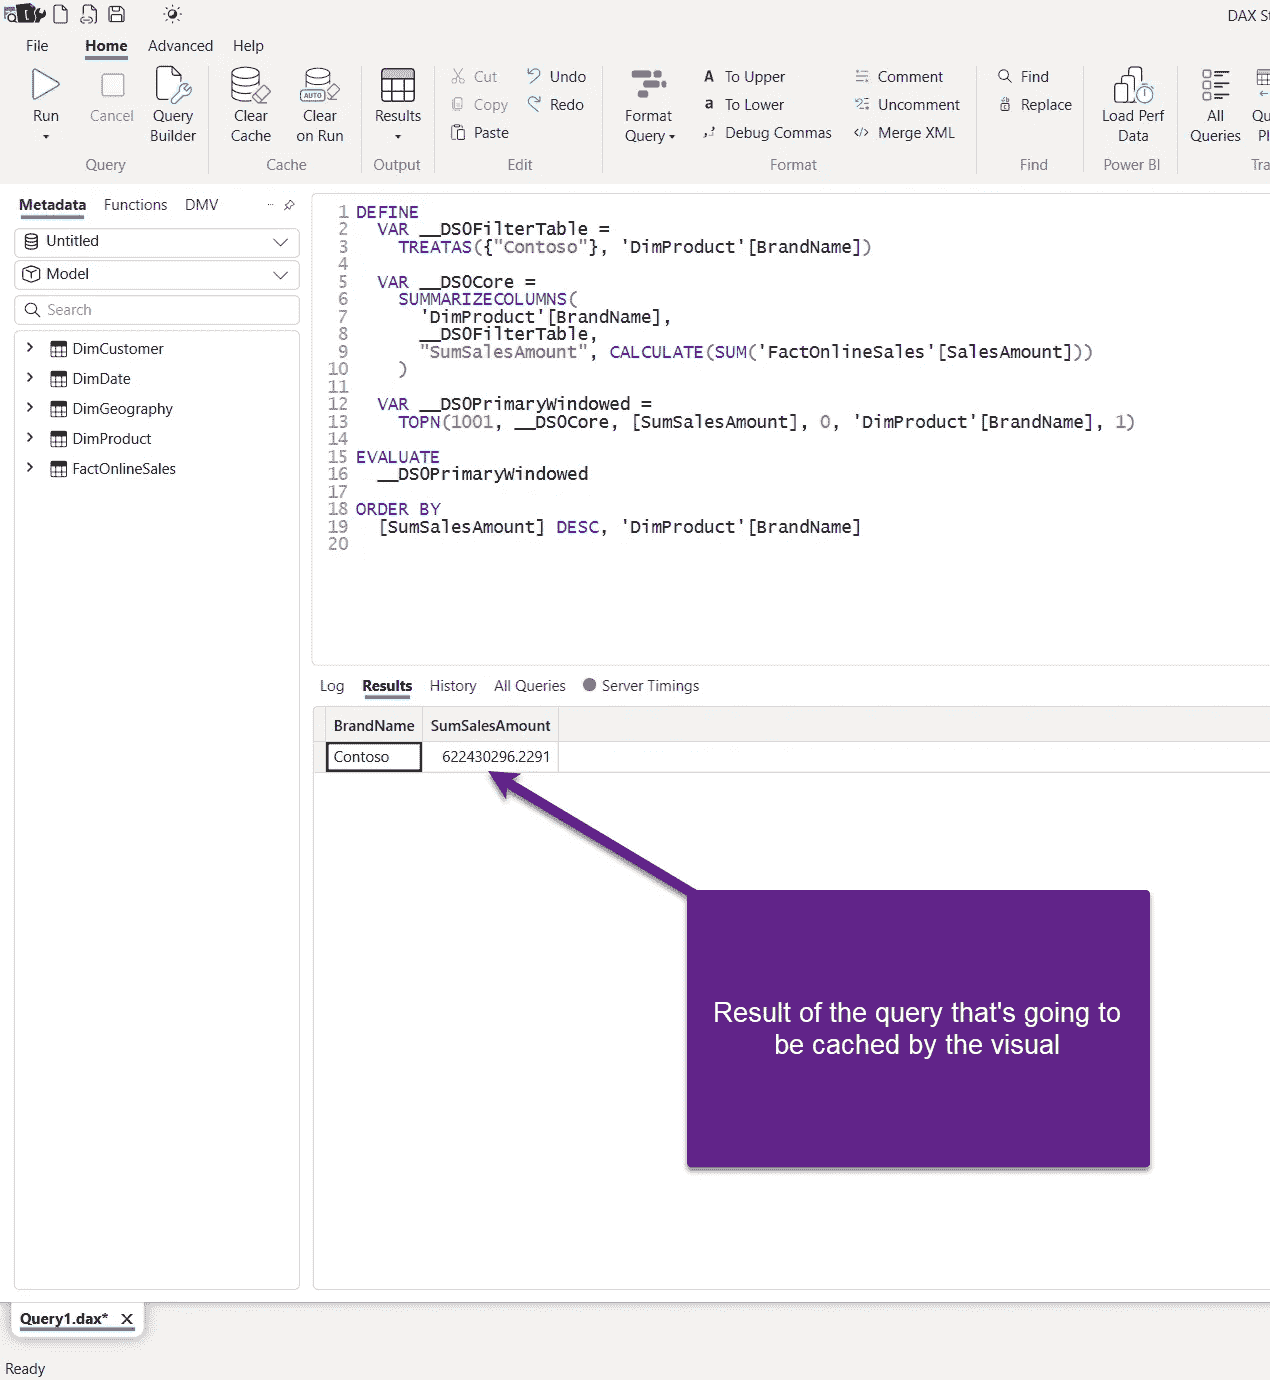 DAX St
File Home Advanced Help
Run
Cancel
Query Builder
Query
Clear Cache
AUTO
Clear on Run
Cache
Results
Output
Cut
Copy
Paste
Undo
Redo
Edit
Format Query
A To Upper
a To Lower
Debug Commas
Comment
Uncomment
Merge XML
Format
Find
Replace
Find
Load Perf Data
Power BI
All Queries
Qu
Pl
Tra
Metadata Functions DMV
Untitled
Model
Search
DimCustomer
DimDate
DimGeography
DimProduct
FactOnlineSales
1 DEFINE
2 VAR __DS0FilterTable =
3 TREATAS({"Contoso"}, 'DimProduct'[BrandName])
4
5 VAR __DS0Core =
6 SUMMARIZECOLUMNS(
7 'DimProduct'[BrandName],
8 __DS0FilterTable,
9 "SumSalesAmount", CALCULATE(SUM('FactOnlineSales'[SalesAmount]))
10 )
11
12 VAR __DS0PrimaryWindowed =
13 TOPN(1001, __DS0Core, [SumSalesAmount], 0, 'DimProduct'[BrandName], 1)
14
15 EVALUATE
16 __DS0PrimaryWindowed
17
18 ORDER BY
19 [SumSalesAmount] DESC, 'DimProduct'[BrandName]
20
Log Results History All Queries Server Timings
BrandName SumSalesAmount
Contoso 622430296.2291
Result of the query that's going to
be cached by the visual
Query1.dax* X
Ready